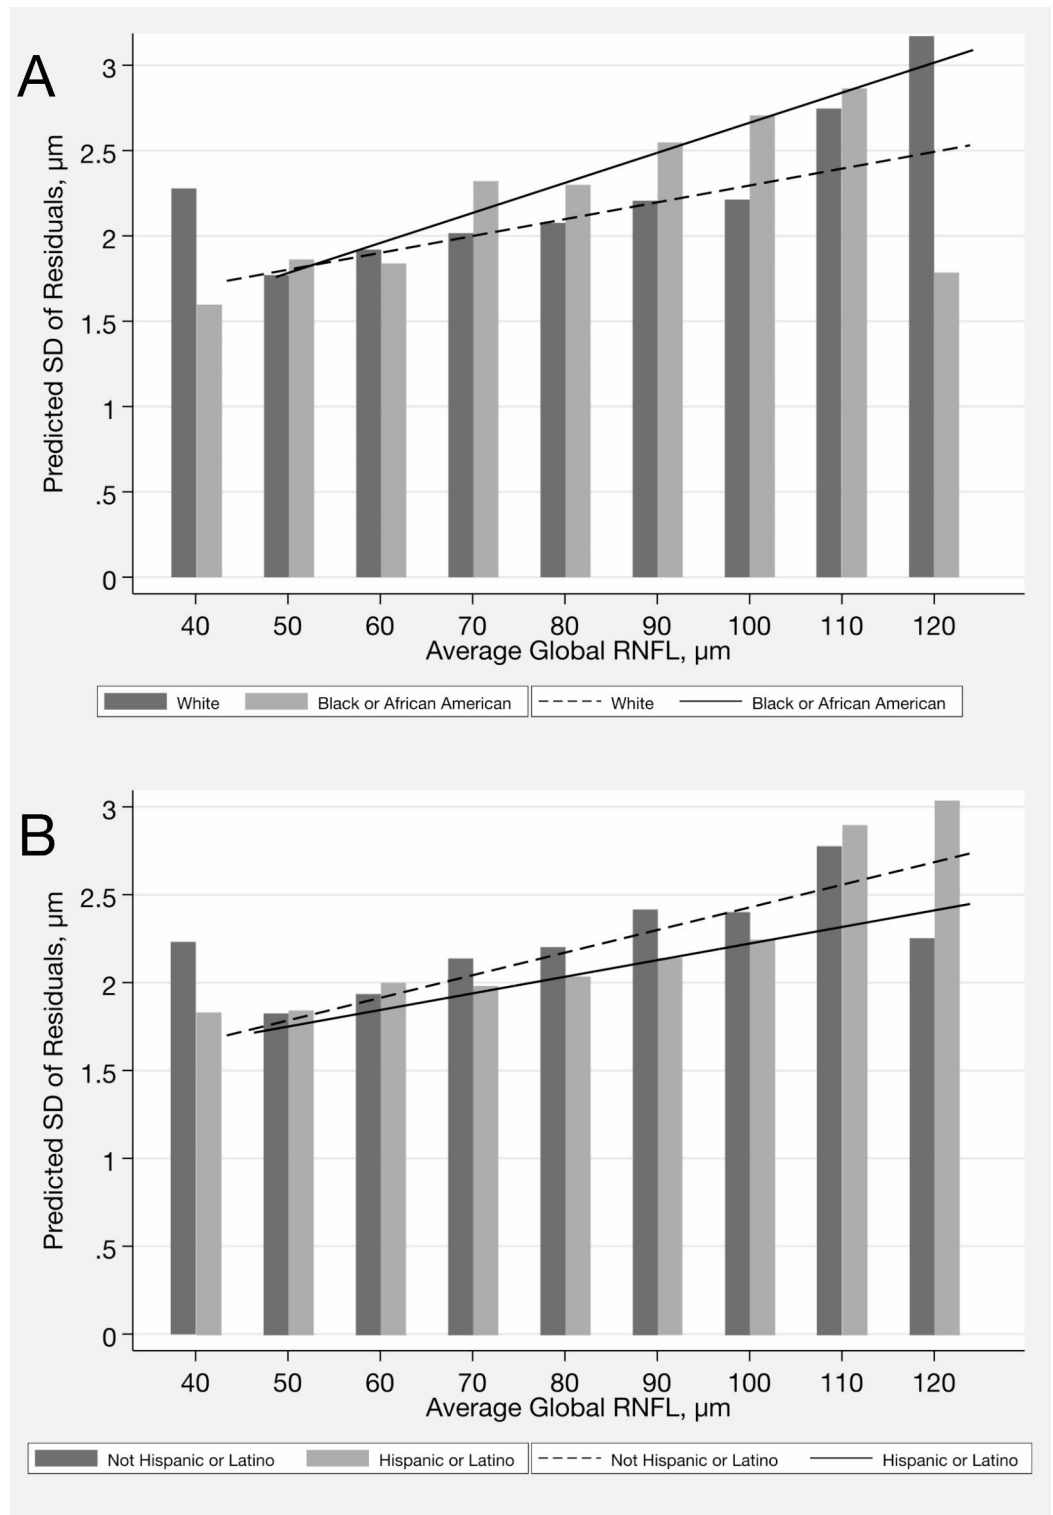 A
3
2.5
2
1.5
1
.5
0
Predicted SD of Residuals, µm
40 50 60 70 80 90 100 110 120
Average Global RNFL, µm
White Black or African American White Black or African American
B
3
2.5
2
1.5
1
.5
0
Predicted SD of Residuals, µm
40 50 60 70 80 90 100 110 120
Average Global RNFL, µm
Not Hispanic or Latino Hispanic or Latino Not Hispanic or Latino Hispanic or Latino